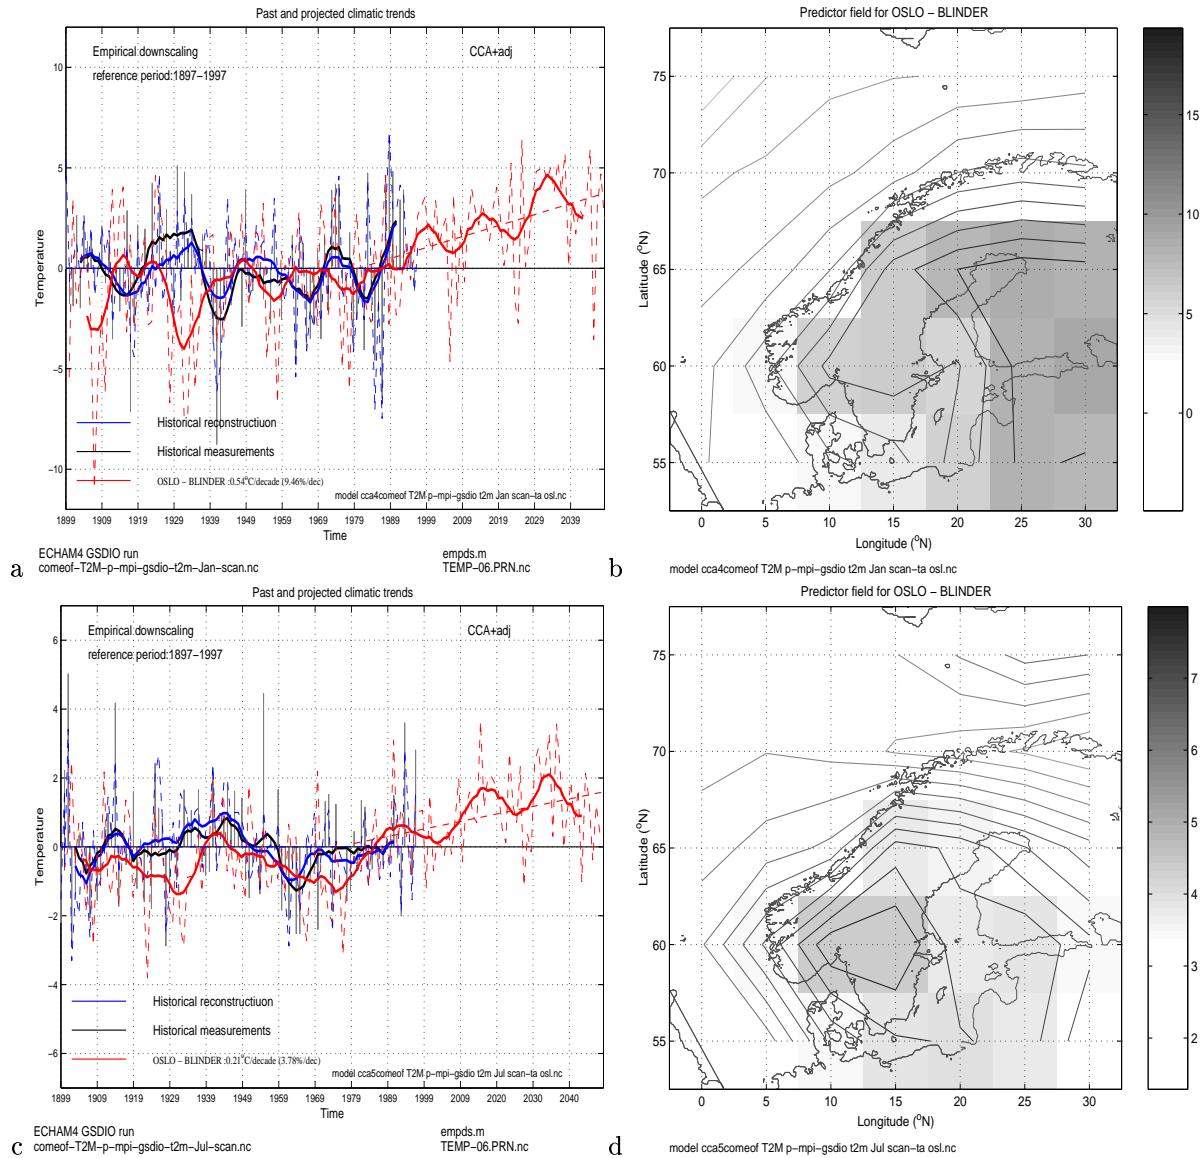 Past and projected climatic trends
Empirical downscaling
CCA+adj
reference period:1897−1997
Temperature
10
5
0
−5
−10
Historical reconstructiuon
Historical measurements
OSLO − BLINDER :0.54°C/decade (9.46%/dec)
model cca4comeof T2M p−mpi−gsdio t2m Jan scan−ta osl.nc
1899 1909 1919 1929 1939 1949 1959 1969 1979 1989 1999 2009 2019 2029 2039
Time
ECHAM4 GSDIO run
comeof−T2M−p−mpi−gsdio−t2m−Jan−scan.nc
empds.m
TEMP−06.PRN.nc
a
Predictor field for OSLO − BLINDER
Latitude (°N)
75
70
65
60
55
0 5 10 15 20 25 30
Longitude (°N)
15
10
5
0
model cca4comeof T2M p−mpi−gsdio t2m Jan scan−ta osl.nc
b
Past and projected climatic trends
Empirical downscaling
CCA+adj
reference period:1897−1997
Temperature
6
4
2
0
−2
−4
−6
Historical reconstructiuon
Historical measurements
OSLO − BLINDER :0.21°C/decade (3.78%/dec)
model cca5comeof T2M p−mpi−gsdio t2m Jul scan−ta osl.nc
1899 1909 1919 1929 1939 1949 1959 1969 1979 1989 1999 2010 2020 2030 2040
Time
ECHAM4 GSDIO run
comeof−T2M−p−mpi−gsdio−t2m−Jul−scan.nc
empds.m
TEMP−06.PRN.nc
c
Predictor field for OSLO − BLINDER
Latitude (°N)
75
70
65
60
55
0 5 10 15 20 25 30
Longitude (°N)
7
6
5
4
3
2
model cca5comeof T2M p−mpi−gsdio t2m Jul scan−ta osl.nc
d